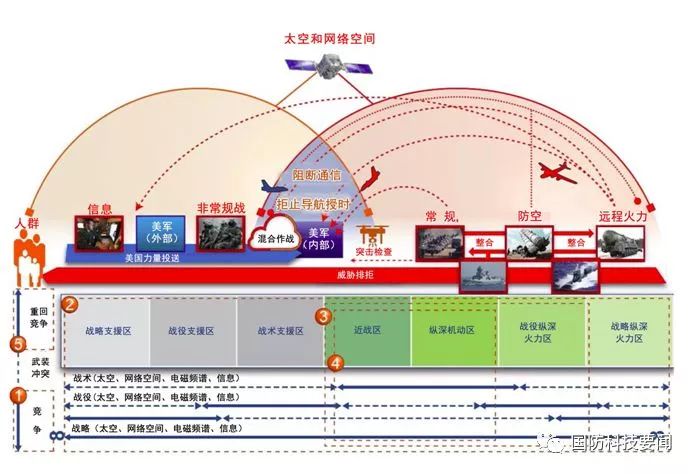 太空和网络空间
阻断通信
拒止导航授时
人群
信息
美军
(外部)
非常规战
混合作战
美军
(内部)
突击检查
常 规,
防空
远程火力
整合
整合
美国力量投送
威胁排拒
重回
竞争
武装
冲突
竞
争
5
1
2
3
4
战略支援区
战役支援区
战术支援区
近战区
纵深机动区
战役纵深
火力区
战略纵深
火力区
战术(太空、网络空间、电磁频谱、信息)
战役(太空、网络空间、电磁频谱、信息)
战略(太空、网络空间、电磁频谱、信息)
国防科技要闻